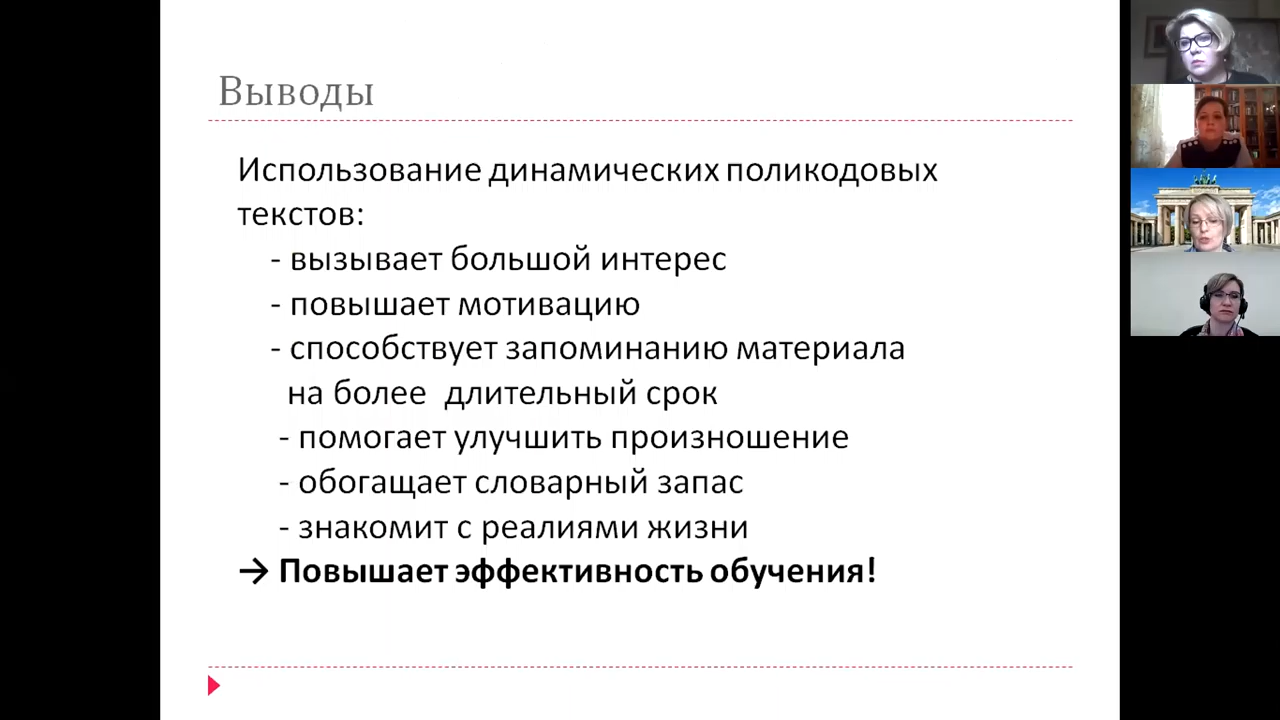 Выводы
Использование динамических поликодовых
текстов:
- вызывает большой интерес
- повышает мотивацию
- способствует запоминанию материала
на более длительный срок
- помогает улучшить произношение
- обогащает словарный запас
- знакомит с реалиями жизни
→ Повышает эффективность обучения!